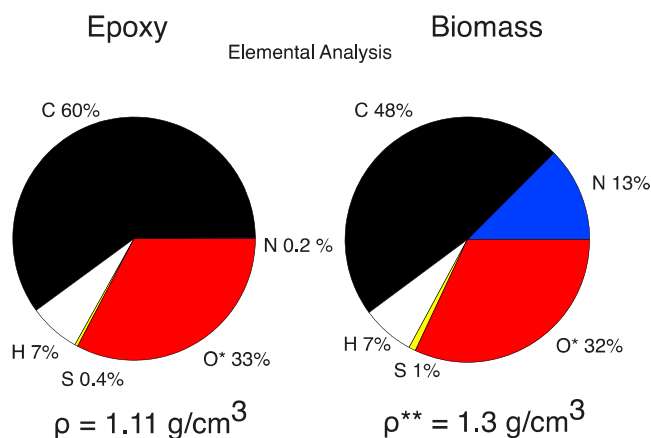 Epoxy
Biomass
Elemental Analysis
C 60%
C 48%
N 13%
N 0.2 %
H 7%
S 0.4%
O* 33%
H 7%
S 1%
O* 32%
ρ = 1.11 g/cm³
ρ** = 1.3 g/cm³